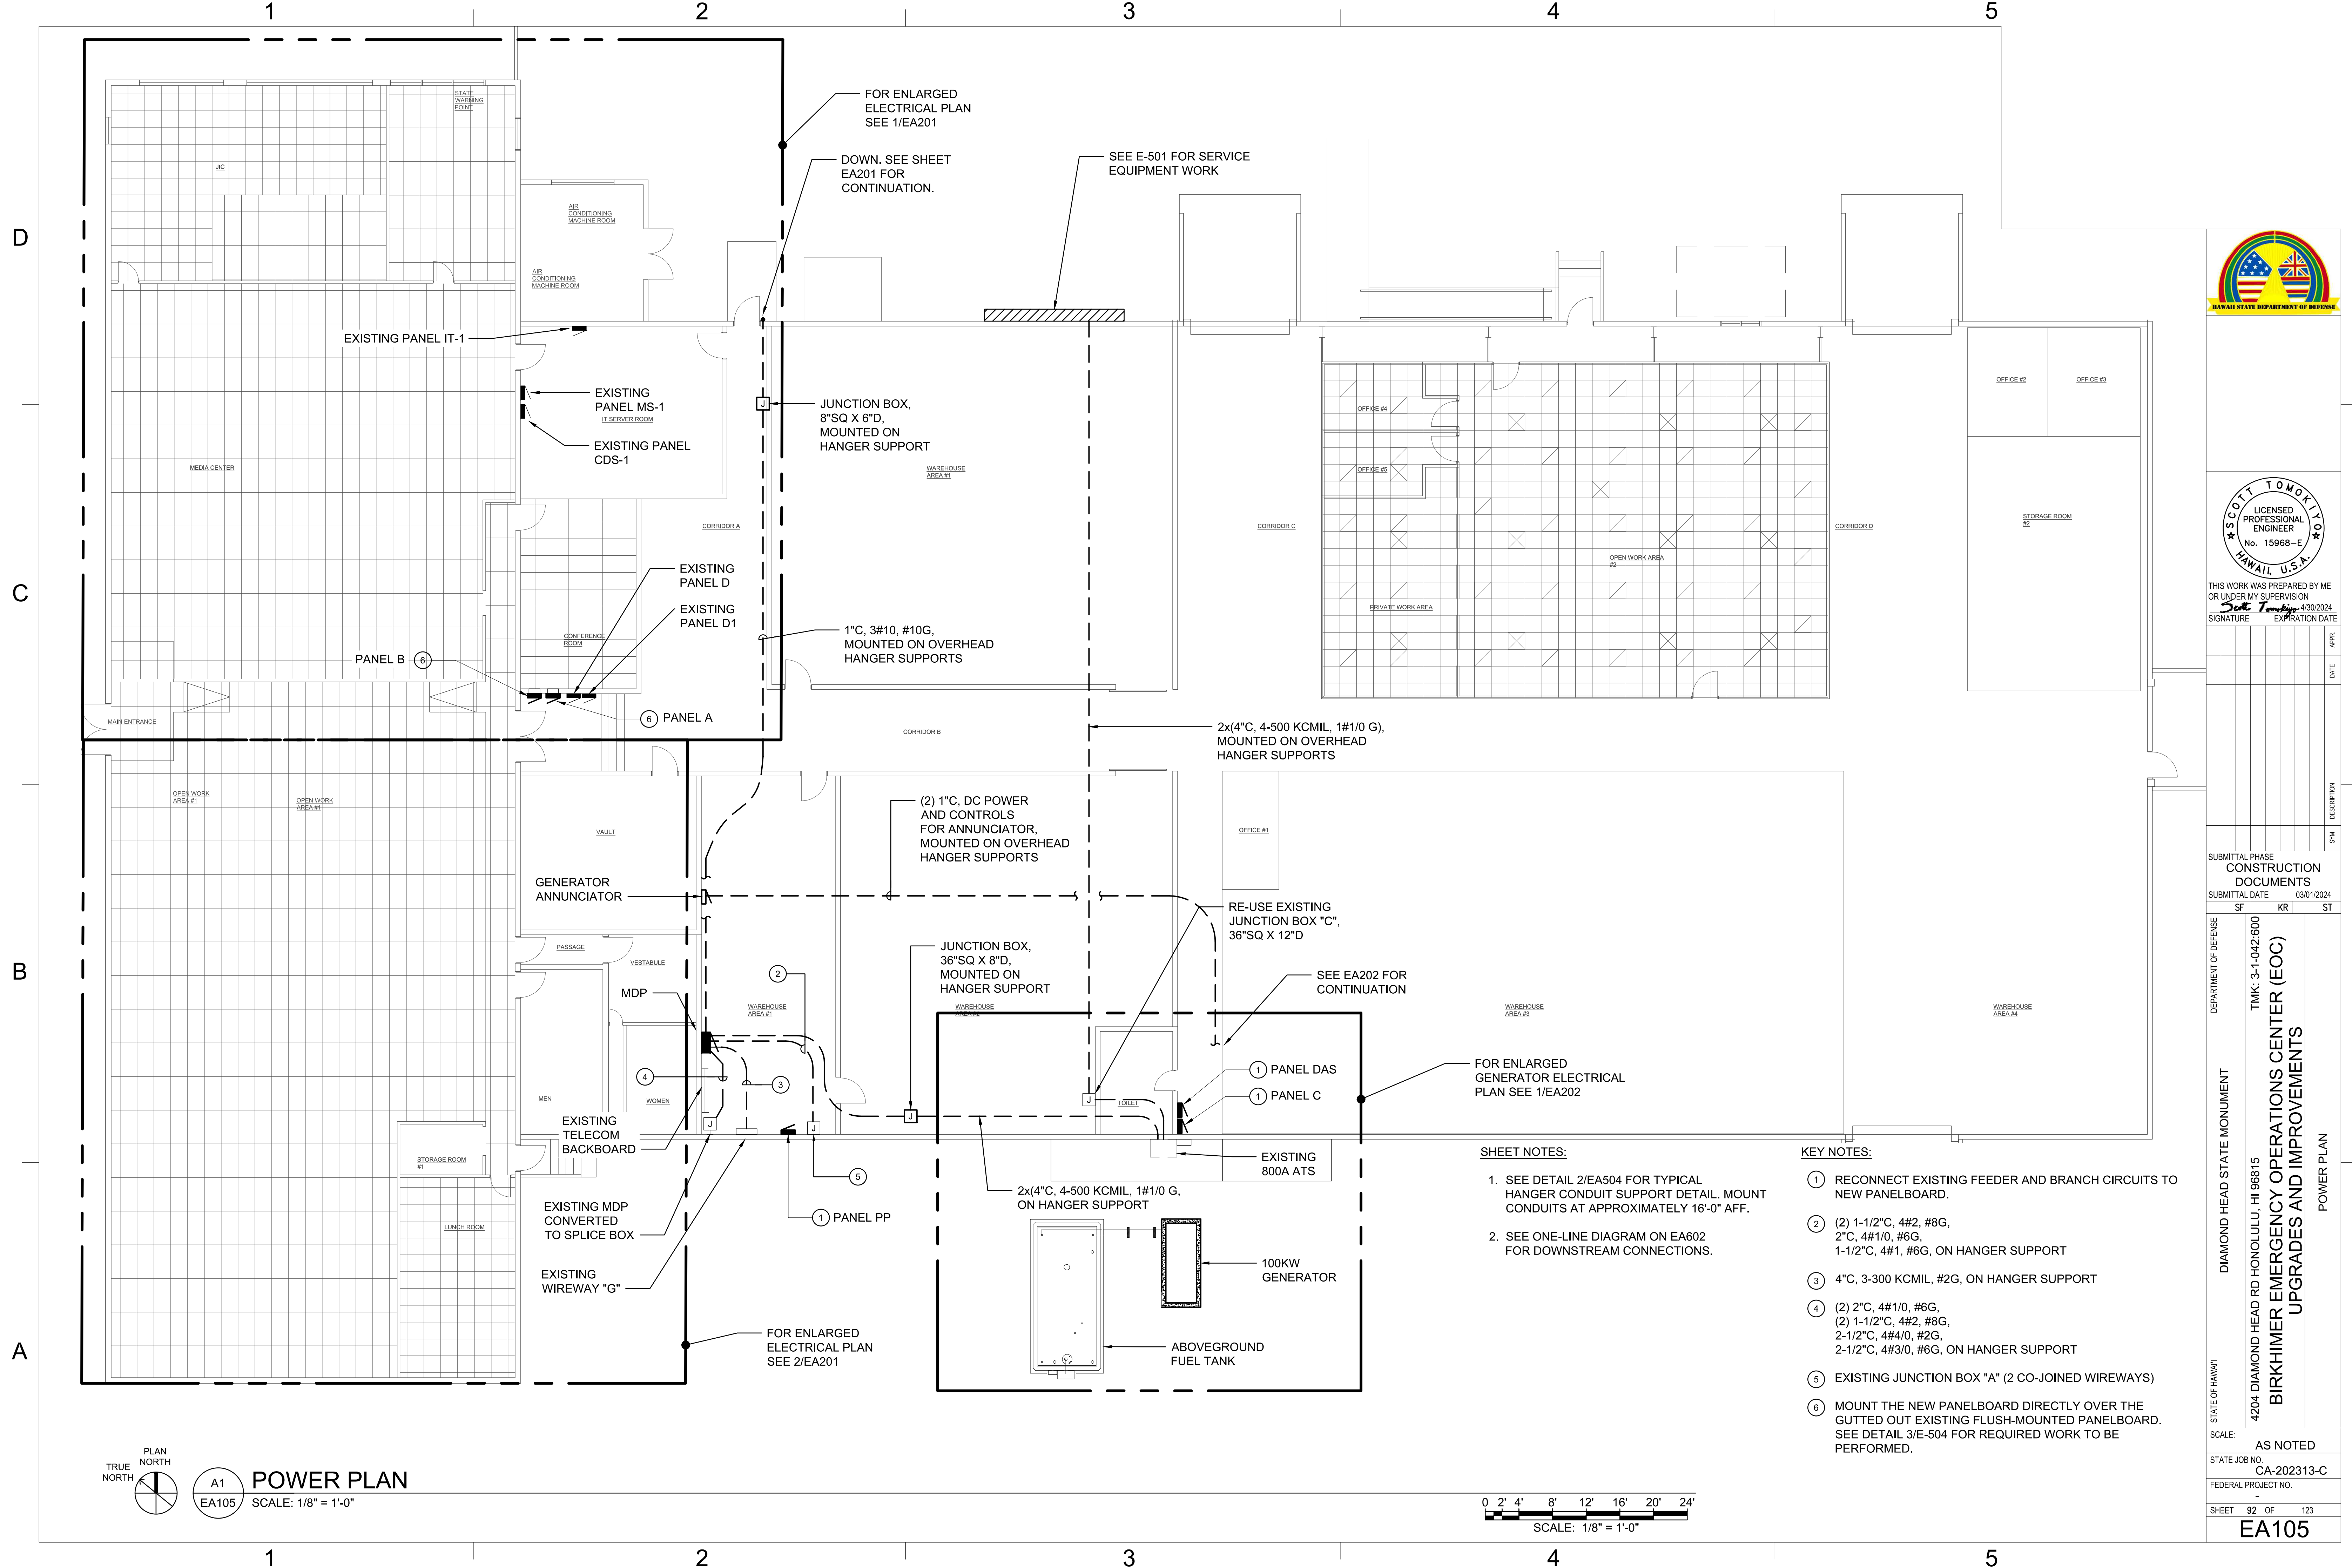 1
2
3
4
5
D
C
B
A
FOR ENLARGED
ELECTRICAL PLAN
SEE 1/EA201
DOWN. SEE SHEET
EA201 FOR
CONTINUATION.
SEE E-501 FOR SERVICE
EQUIPMENT WORK
STATE
WARNING
POINT
JIC
AIR
CONDITIONING
MACHINE ROOM
AIR
CONDITIONING
MACHINE ROOM
EXISTING PANEL IT-1
EXISTING
PANEL MS-1
IT SERVER ROOM
EXISTING PANEL
CDS-1
JUNCTION BOX,
8"SQ X 6"D,
MOUNTED ON
HANGER SUPPORT
J
MEDIA CENTER
WAREHOUSE
AREA #1
OFFICE #4
OFFICE #5
OFFICE #2
OFFICE #3
CORRIDOR A
CORRIDOR C
CORRIDOR D
STORAGE ROOM
#2
OPEN WORK AREA
#2
PRIVATE WORK AREA
EXISTING
PANEL D
EXISTING
PANEL D1
CONFERENCE
ROOM
1"C, 3#10, #10G,
MOUNTED ON OVERHEAD
HANGER SUPPORTS
PANEL B 6
6 PANEL A
MAIN ENTRANCE
CORRIDOR B
2x(4"C, 4-500 KCMIL, 1#1/0 G),
MOUNTED ON OVERHEAD
HANGER SUPPORTS
OPEN WORK
AREA #1
OPEN WORK
AREA #1
VAULT
(2) 1"C, DC POWER
AND CONTROLS
FOR ANNUNCIATOR,
MOUNTED ON OVERHEAD
HANGER SUPPORTS
OFFICE #1
GENERATOR
ANNUNCIATOR
RE-USE EXISTING
JUNCTION BOX "C",
36"SQ X 12"D
PASSAGE
VESTABULE
JUNCTION BOX,
36"SQ X 8"D,
MOUNTED ON
HANGER SUPPORT
2
SEE EA202 FOR
CONTINUATION
MDP
WAREHOUSE
AREA #1
WAREHOUSE
WAREHOUSE
AREA #3
WAREHOUSE
AREA #4
4
3
1 PANEL DAS
1 PANEL C
FOR ENLARGED
GENERATOR ELECTRICAL
PLAN SEE 1/EA202
MEN
WOMEN
TOILET
J
J
J
J
EXISTING
TELECOM
BACKBOARD
STORAGE ROOM
#1
5
EXISTING
800A ATS
2x(4"C, 4-500 KCMIL, 1#1/0 G,
ON HANGER SUPPORT
EXISTING MDP
CONVERTED
TO SPLICE BOX
1 PANEL PP
LUNCH ROOM
EXISTING
WIREWAY "G"
100KW
GENERATOR
FOR ENLARGED
ELECTRICAL PLAN
SEE 2/EA201
ABOVEGROUND
FUEL TANK
SHEET NOTES:
1. SEE DETAIL 2/EA504 FOR TYPICAL
HANGER CONDUIT SUPPORT DETAIL. MOUNT
CONDUITS AT APPROXIMATELY 16'-0" AFF.
2. SEE ONE-LINE DIAGRAM ON EA602
FOR DOWNSTREAM CONNECTIONS.
KEY NOTES:
1 RECONNECT EXISTING FEEDER AND BRANCH CIRCUITS TO
NEW PANELBOARD.
2 (2) 1-1/2"C, 4#2, #8G,
2"C, 4#1/0, #6G,
1-1/2"C, 4#1, #6G, ON HANGER SUPPORT
3 4"C, 3-300 KCMIL, #2G, ON HANGER SUPPORT
4 (2) 2"C, 4#1/0, #6G,
(2) 1-1/2"C, 4#2, #8G,
2-1/2"C, 4#4/0, #2G,
2-1/2"C, 4#3/0, #6G, ON HANGER SUPPORT
5 EXISTING JUNCTION BOX "A" (2 CO-JOINED WIREWAYS)
6 MOUNT THE NEW PANELBOARD DIRECTLY OVER THE
GUTTED OUT EXISTING FLUSH-MOUNTED PANELBOARD.
SEE DETAIL 3/E-504 FOR REQUIRED WORK TO BE
PERFORMED.
TRUE
NORTH
PLAN
NORTH
A1
EA105
POWER PLAN
SCALE: 1/8" = 1'-0"
0 2' 4' 8' 12' 16' 20' 24'
SCALE: 1/8" = 1'-0"
1
2
3
4
5
HAWAII STATE DEPARTMENT OF DEFENSE
SCOTT TOMOKIYO
LICENSED
PROFESSIONAL
ENGINEER
No. 15968-E
HAWAII, U.S.A.
THIS WORK WAS PREPARED BY ME
OR UNDER MY SUPERVISION
Scott Tomokiyo 4/30/2024
SIGNATURE EXPIRATION DATE
APPR.
DATE
DESCRIPTION
SYM
SUBMITTAL PHASE
CONSTRUCTION
DOCUMENTS
SUBMITTAL DATE 03/01/2024
SF KR ST
STATE OF HAWAI'I DEPARTMENT OF DEFENSE
DIAMOND HEAD STATE MONUMENT
4204 DIAMOND HEAD RD HONOLULU, HI 96815 TMK: 3-1-042:600
BIRKHIMER EMERGENCY OPERATIONS CENTER (EOC)
UPGRADES AND IMPROVEMENTS
POWER PLAN
SCALE:
AS NOTED
STATE JOB NO.
CA-202313-C
FEDERAL PROJECT NO.
-
SHEET 92 OF 123
EA105